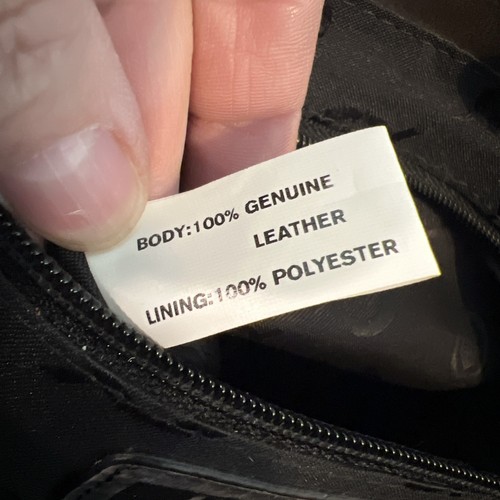 BODY:100% GENUINE
LEATHER
LINING:100% POLYESTER